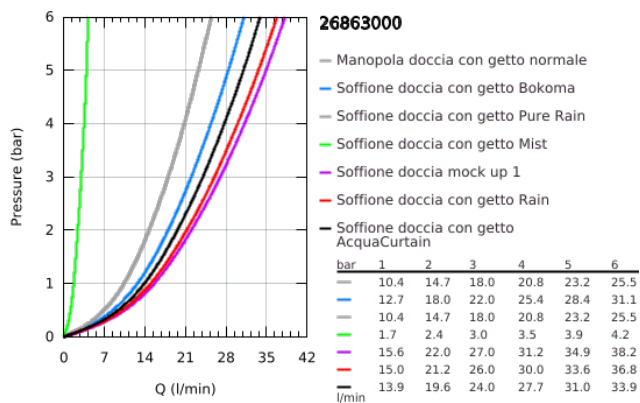 26863000
6
5
4
3
2
1
0
Pressure (bar)
0 7 14 21 28 35 42
Q (l/min)
Manopola doccia con getto normale
Soffione doccia con getto Bokoma
Soffione doccia con getto Pure Rain
Soffione doccia con getto Mist
Soffione doccia mock up 1
Soffione doccia con getto Rain
Soffione doccia con getto
AcquaCurtain
bar 1 2 3 4 5 6
10.4 14.7 18.0 20.8 23.2 25.5
12.7 18.0 22.0 25.4 28.4 31.1
10.4 14.7 18.0 20.8 23.2 25.5
1.7 2.4 3.0 3.5 3.9 4.2
15.6 22.0 27.0 31.2 34.9 38.2
15.0 21.2 26.0 30.0 33.6 36.8
13.9 19.6 24.0 27.7 31.0 33.9
l/min